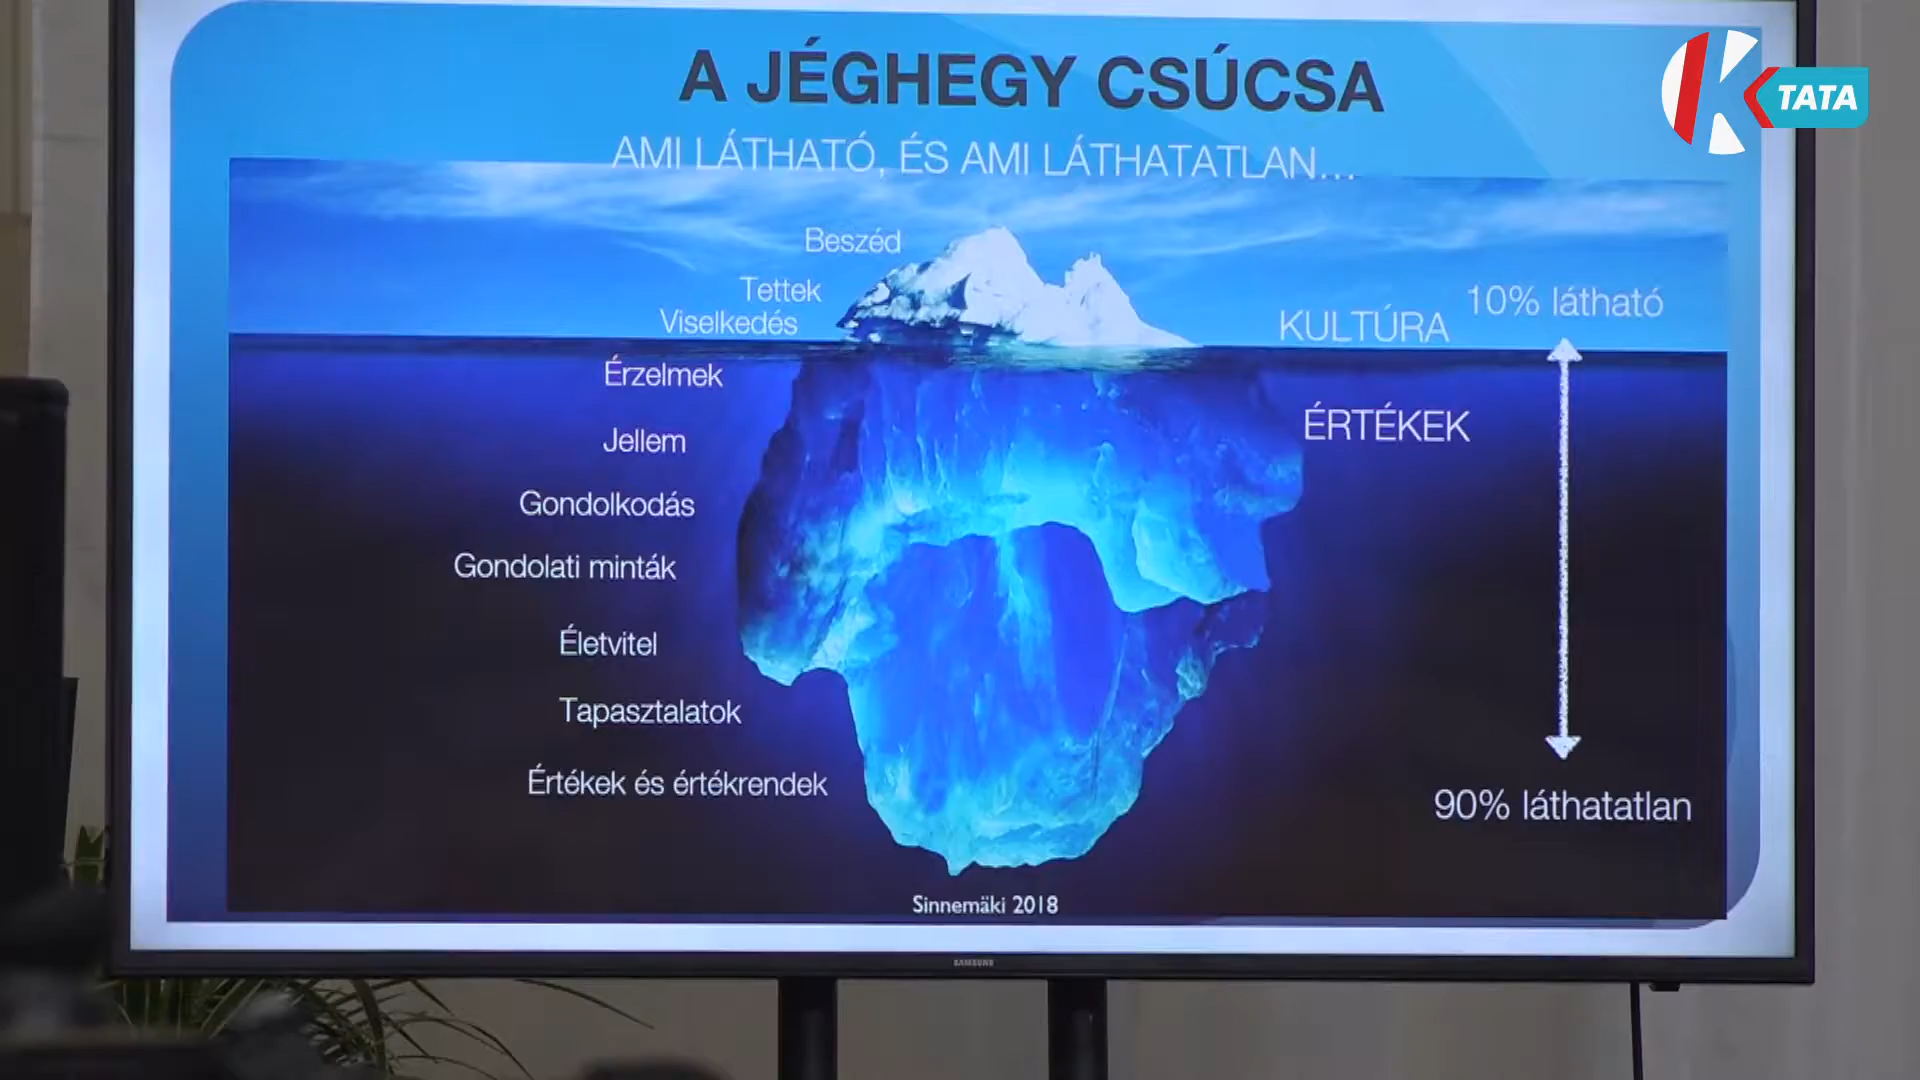 A JÉGHEGY CSÚCSA
AMI LÁTHATÓ, ÉS AMI LÁTHATATLAN...
K TATA
Beszéd
Tettek
Viselkedés
KULTÚRA
10% látható
Érzelmek
ÉRTÉKEK
Jellem
Gondolkodás
Gondolati minták
Életvitel
Tapasztalatok
Értékek és értékrendek
90% láthatatlan
Sinnemäki 2018
SAMSUNG